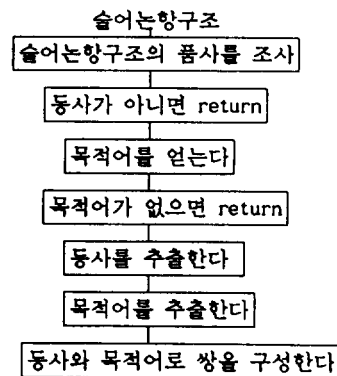 술어논항구조
술어논항구조의 품사를 조사
동사가 아니면 return
목적어를 얻는다
목적어가 없으면 return
동사를 추출한다
목적어를 추출한다
동사와 목적어로 쌍을 구성한다